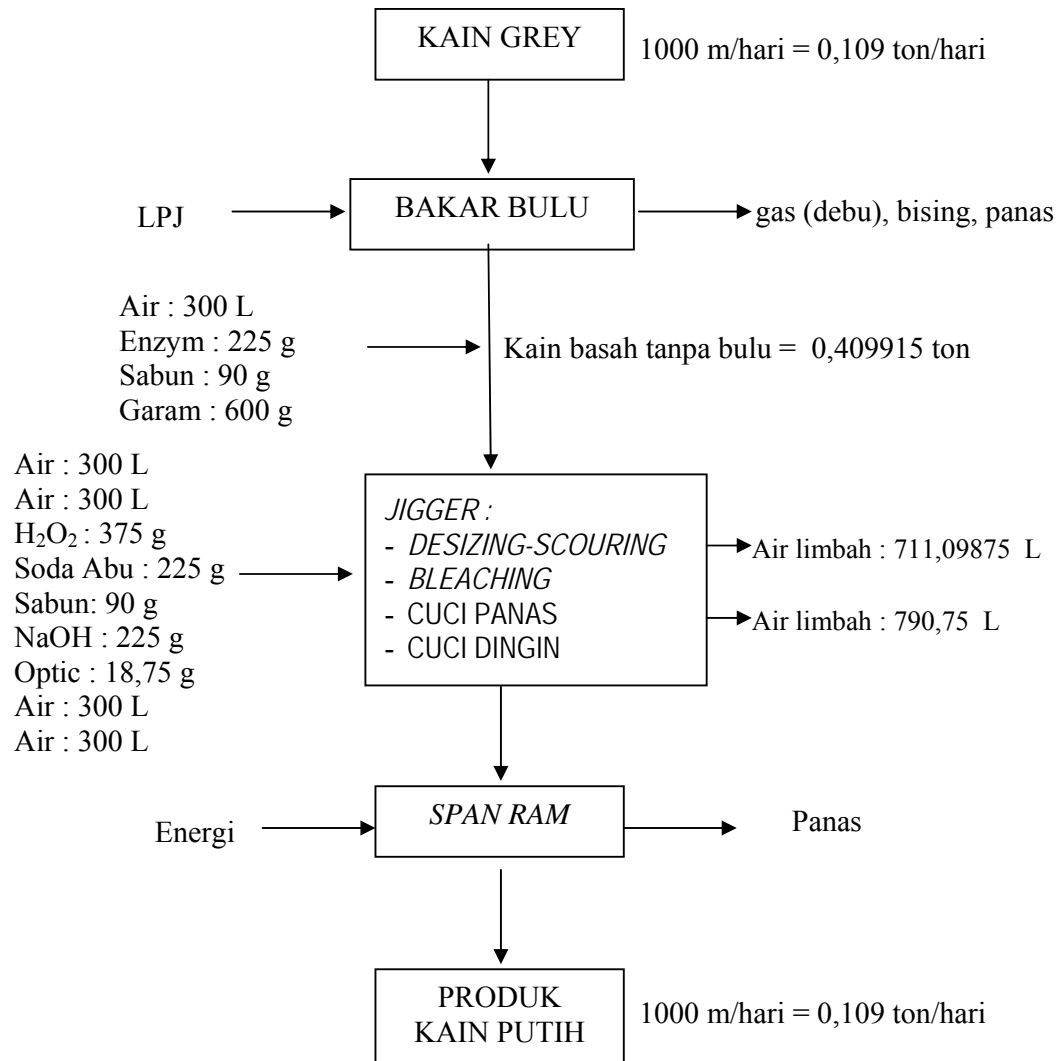 KAIN GREY
1000 m/hari = 0,109 ton/hari
LPJ
BAKAR BULU
gas (debu), bising, panas
Air : 300 L
Enzym : 225 g
Sabun : 90 g
Garam : 600 g
Kain basah tanpa bulu = 0,409915 ton
Air : 300 L
Air : 300 L
H₂O₂ : 375 g
Soda Abu : 225 g
Sabun: 90 g
NaOH : 225 g
Optic : 18,75 g
Air : 300 L
Air : 300 L
JIGGER :
- DESIZING-SCOURING
- BLEACHING
- CUCI PANAS
- CUCI DINGIN
Air limbah : 711,09875 L
Air limbah : 790,75 L
Energi
SPAN RAM
Panas
PRODUK
KAIN PUTIH
1000 m/hari = 0,109 ton/hari